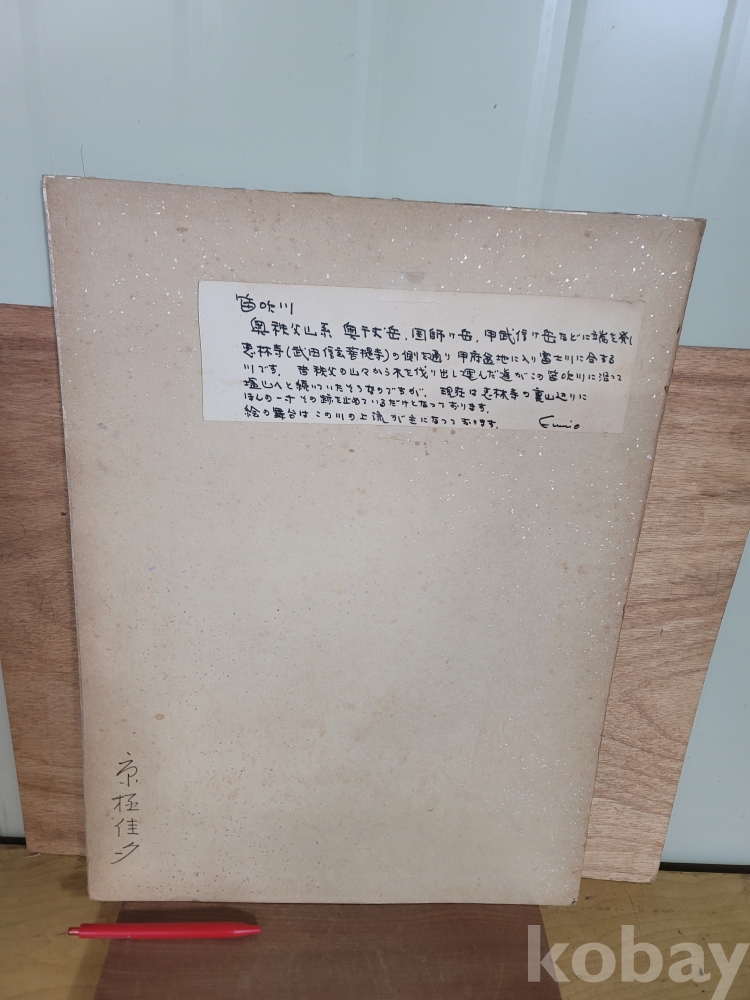 笛吹川
奥秩父山系 奥千丈岳, 国師ヶ岳, 甲武信ヶ岳などに端を発し
恵林寺(武田信玄菩提寺)の側を通り 甲府盆地に入り富士川に合する
川です。 昔秩父の山々から木を伐り出し運んだ道がこの笛吹川に沿って
塩山へと続いていたそうなのですが, 現在は恵林寺の裏山辺りに
ほんの一寸その跡を止めているだけとなっております。
絵の舞台はこの川の上流が主になっております。
京極佳夕
kobay